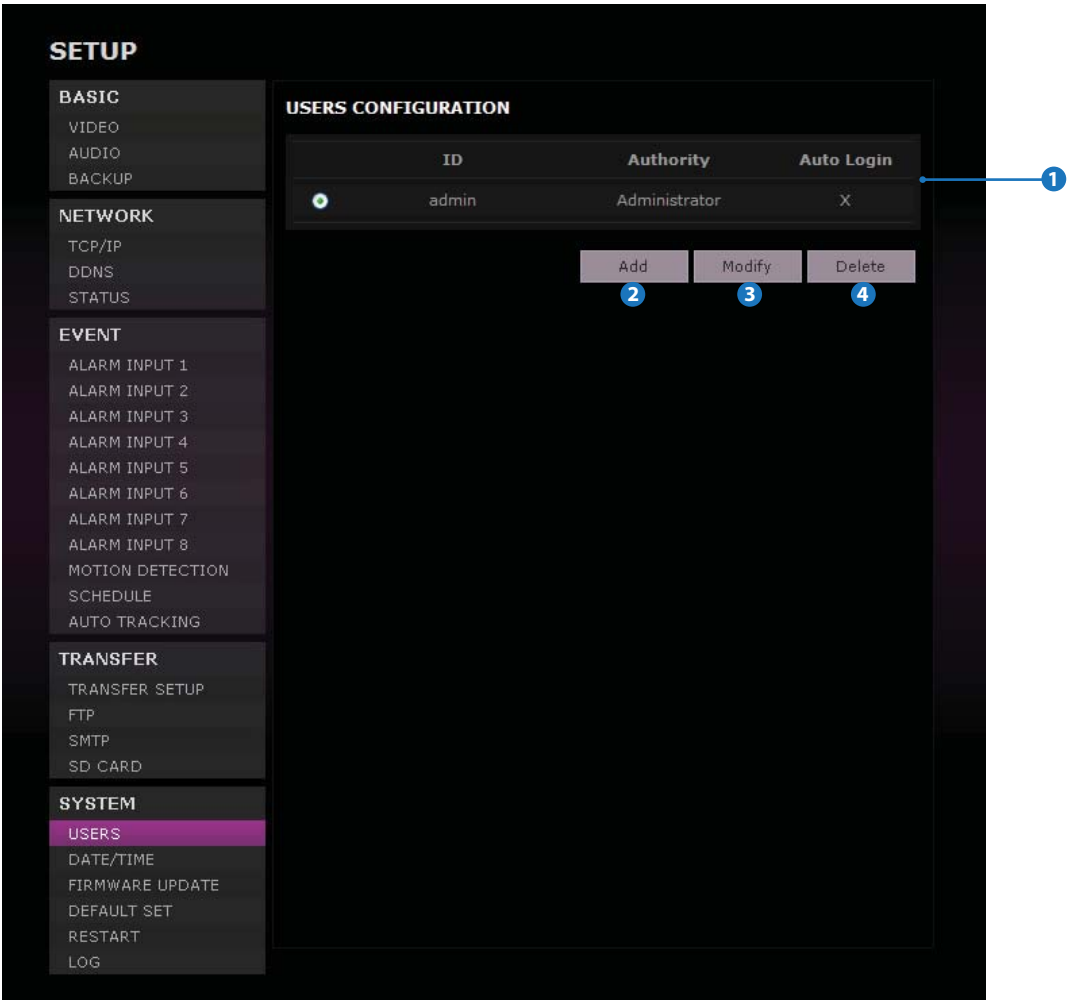 SETUP
BASIC
VIDEO
AUDIO
BACKUP
NETWORK
TCP/IP
DDNS
STATUS
EVENT
ALARM INPUT 1
ALARM INPUT 2
ALARM INPUT 3
ALARM INPUT 4
ALARM INPUT 5
ALARM INPUT 6
ALARM INPUT 7
ALARM INPUT 8
MOTION DETECTION
SCHEDULE
AUTO TRACKING
TRANSFER
TRANSFER SETUP
FTP
SMTP
SD CARD
SYSTEM
USERS
DATE/TIME
FIRMWARE UPDATE
DEFAULT SET
RESTART
LOG
USERS CONFIGURATION
ID Authority Auto Login
1
admin Administrator X
Add Modify Delete
2 3 4